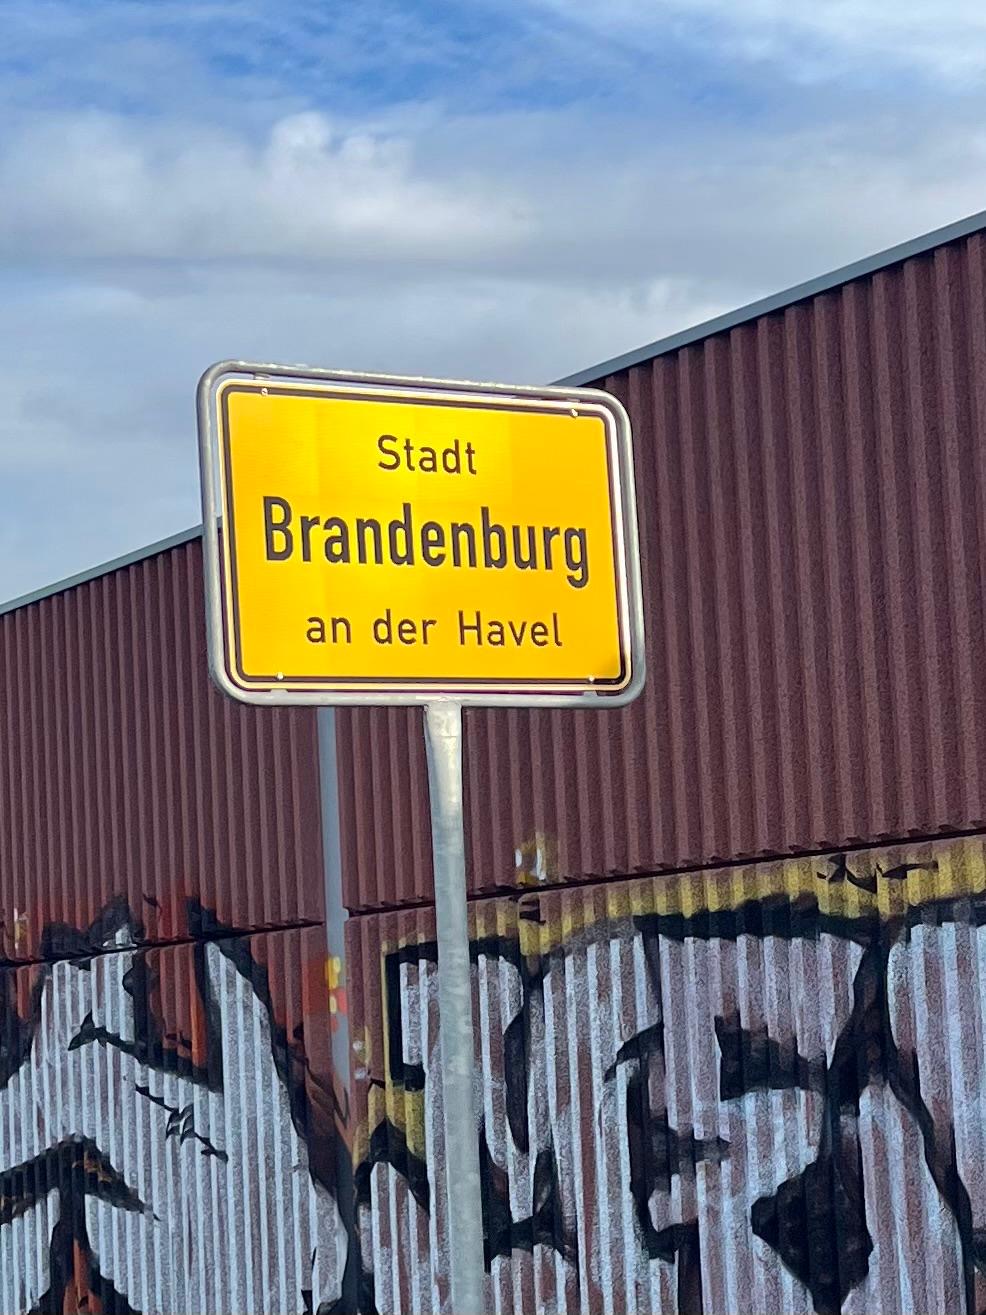 Stadt
Brandenburg
an der Havel